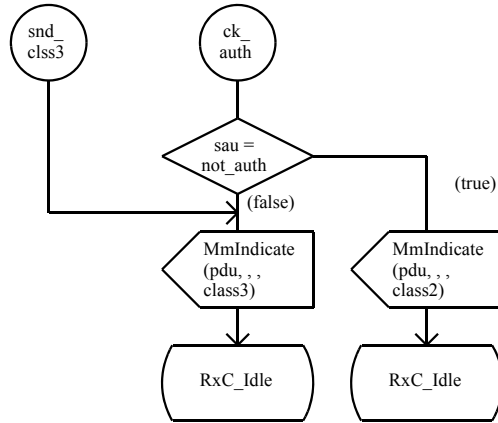 snd_
clss3
ck_
auth
sau =
not_auth
(false)
(true)
MmIndicate
(pdu, , ,
class3)
MmIndicate
(pdu, , ,
class2)
RxC_Idle
RxC_Idle